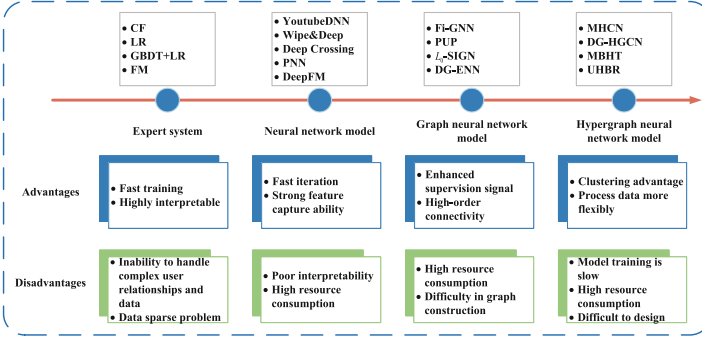 • CF
• LR
• GBDT+LR
• FM
• YoutubeDNN
• Wipe&Deep
• Deep Crossing
• PNN
• DeepFM
• Fi-GNN
• PUP
• L₀-SIGN
• DG-ENN
• MHCN
• DG-HGCN
• MBHT
• UHBR
Expert system
Neural network model
Graph neural network
model
Hypergraph neural
network model
Advantages
• Fast training
• Highly interpretable
• Fast iteration
• Strong feature
capture ability
• Enhanced
supervision signal
• High-order
connectivity
• Clustering advantage
• Process data more
flexibly
Disadvantages
• Inability to handle
complex user
relationships and
data
• Data sparse problem
• Poor interpretability
• High resource
consumption
• High resource
consumption
• Difficulty in graph
construction
• Model training is
slow
• High resource
consumption
• Difficult to design